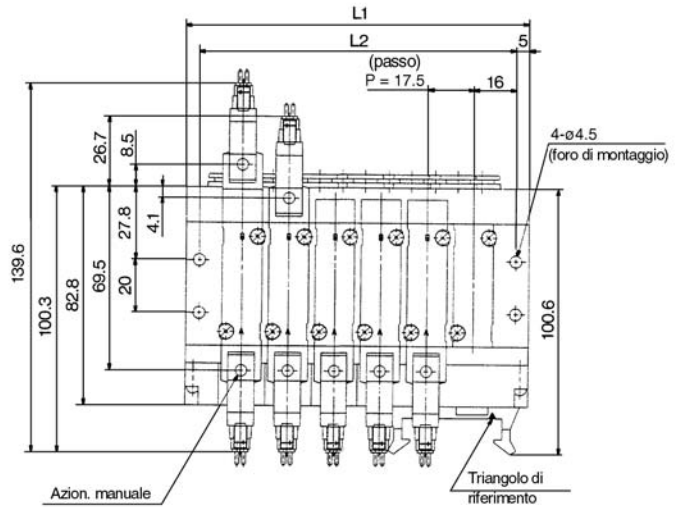 L1
L2
5
(passo)
P = 17.5
16
26.7
8.5
4-ø4.5
(foro di montaggio)
4.1
27.8
139.6
100.3
82.8
69.5
20
100.6
Azion. manuale
Triangolo di
riferimento